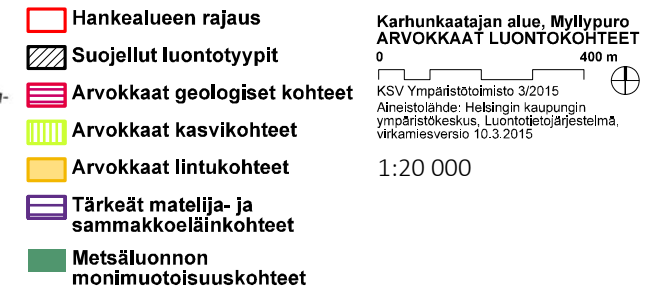 Hankealueen rajaus
Suojellut luontotyypit
Arvokkaat geologiset kohteet
Arvokkaat kasvikohteet
Arvokkaat lintukohteet
Tärkeät matelija- ja
sammakkoeläinkohteet
Metsäluonnon
monimuotoisuuskohteet
Karhunkaatajan alue, Myllypuro
ARVOKKAAT LUONTOKOHTEET
0 400 m
KSV Ympäristötoimisto 3/2015
Aineistolähde: Helsingin kaupungin
ympäristökeskus, Luontotietojärjestelmä,
virkamiesversio 10.3.2015
1:20 000